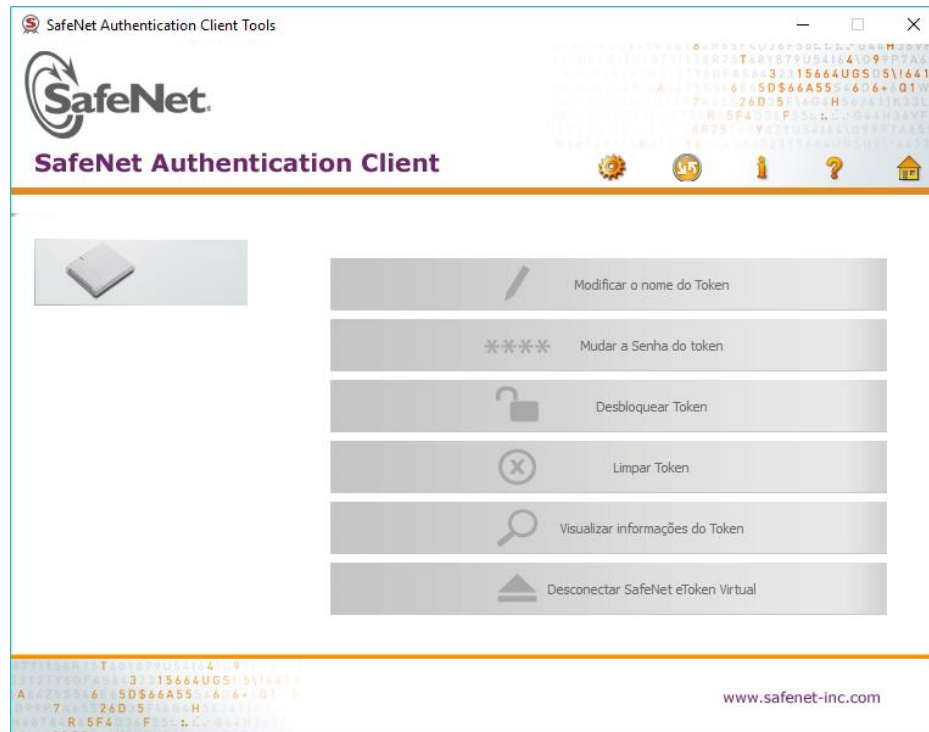 SafeNet Authentication Client Tools
SafeNet.
SafeNet Authentication Client
Modificar o nome do Token
**** Mudar a Senha do token
Desbloquear Token
Limpar Token
Visualizar informações do Token
Desconectar SafeNet eToken Virtual
www.safenet-inc.com